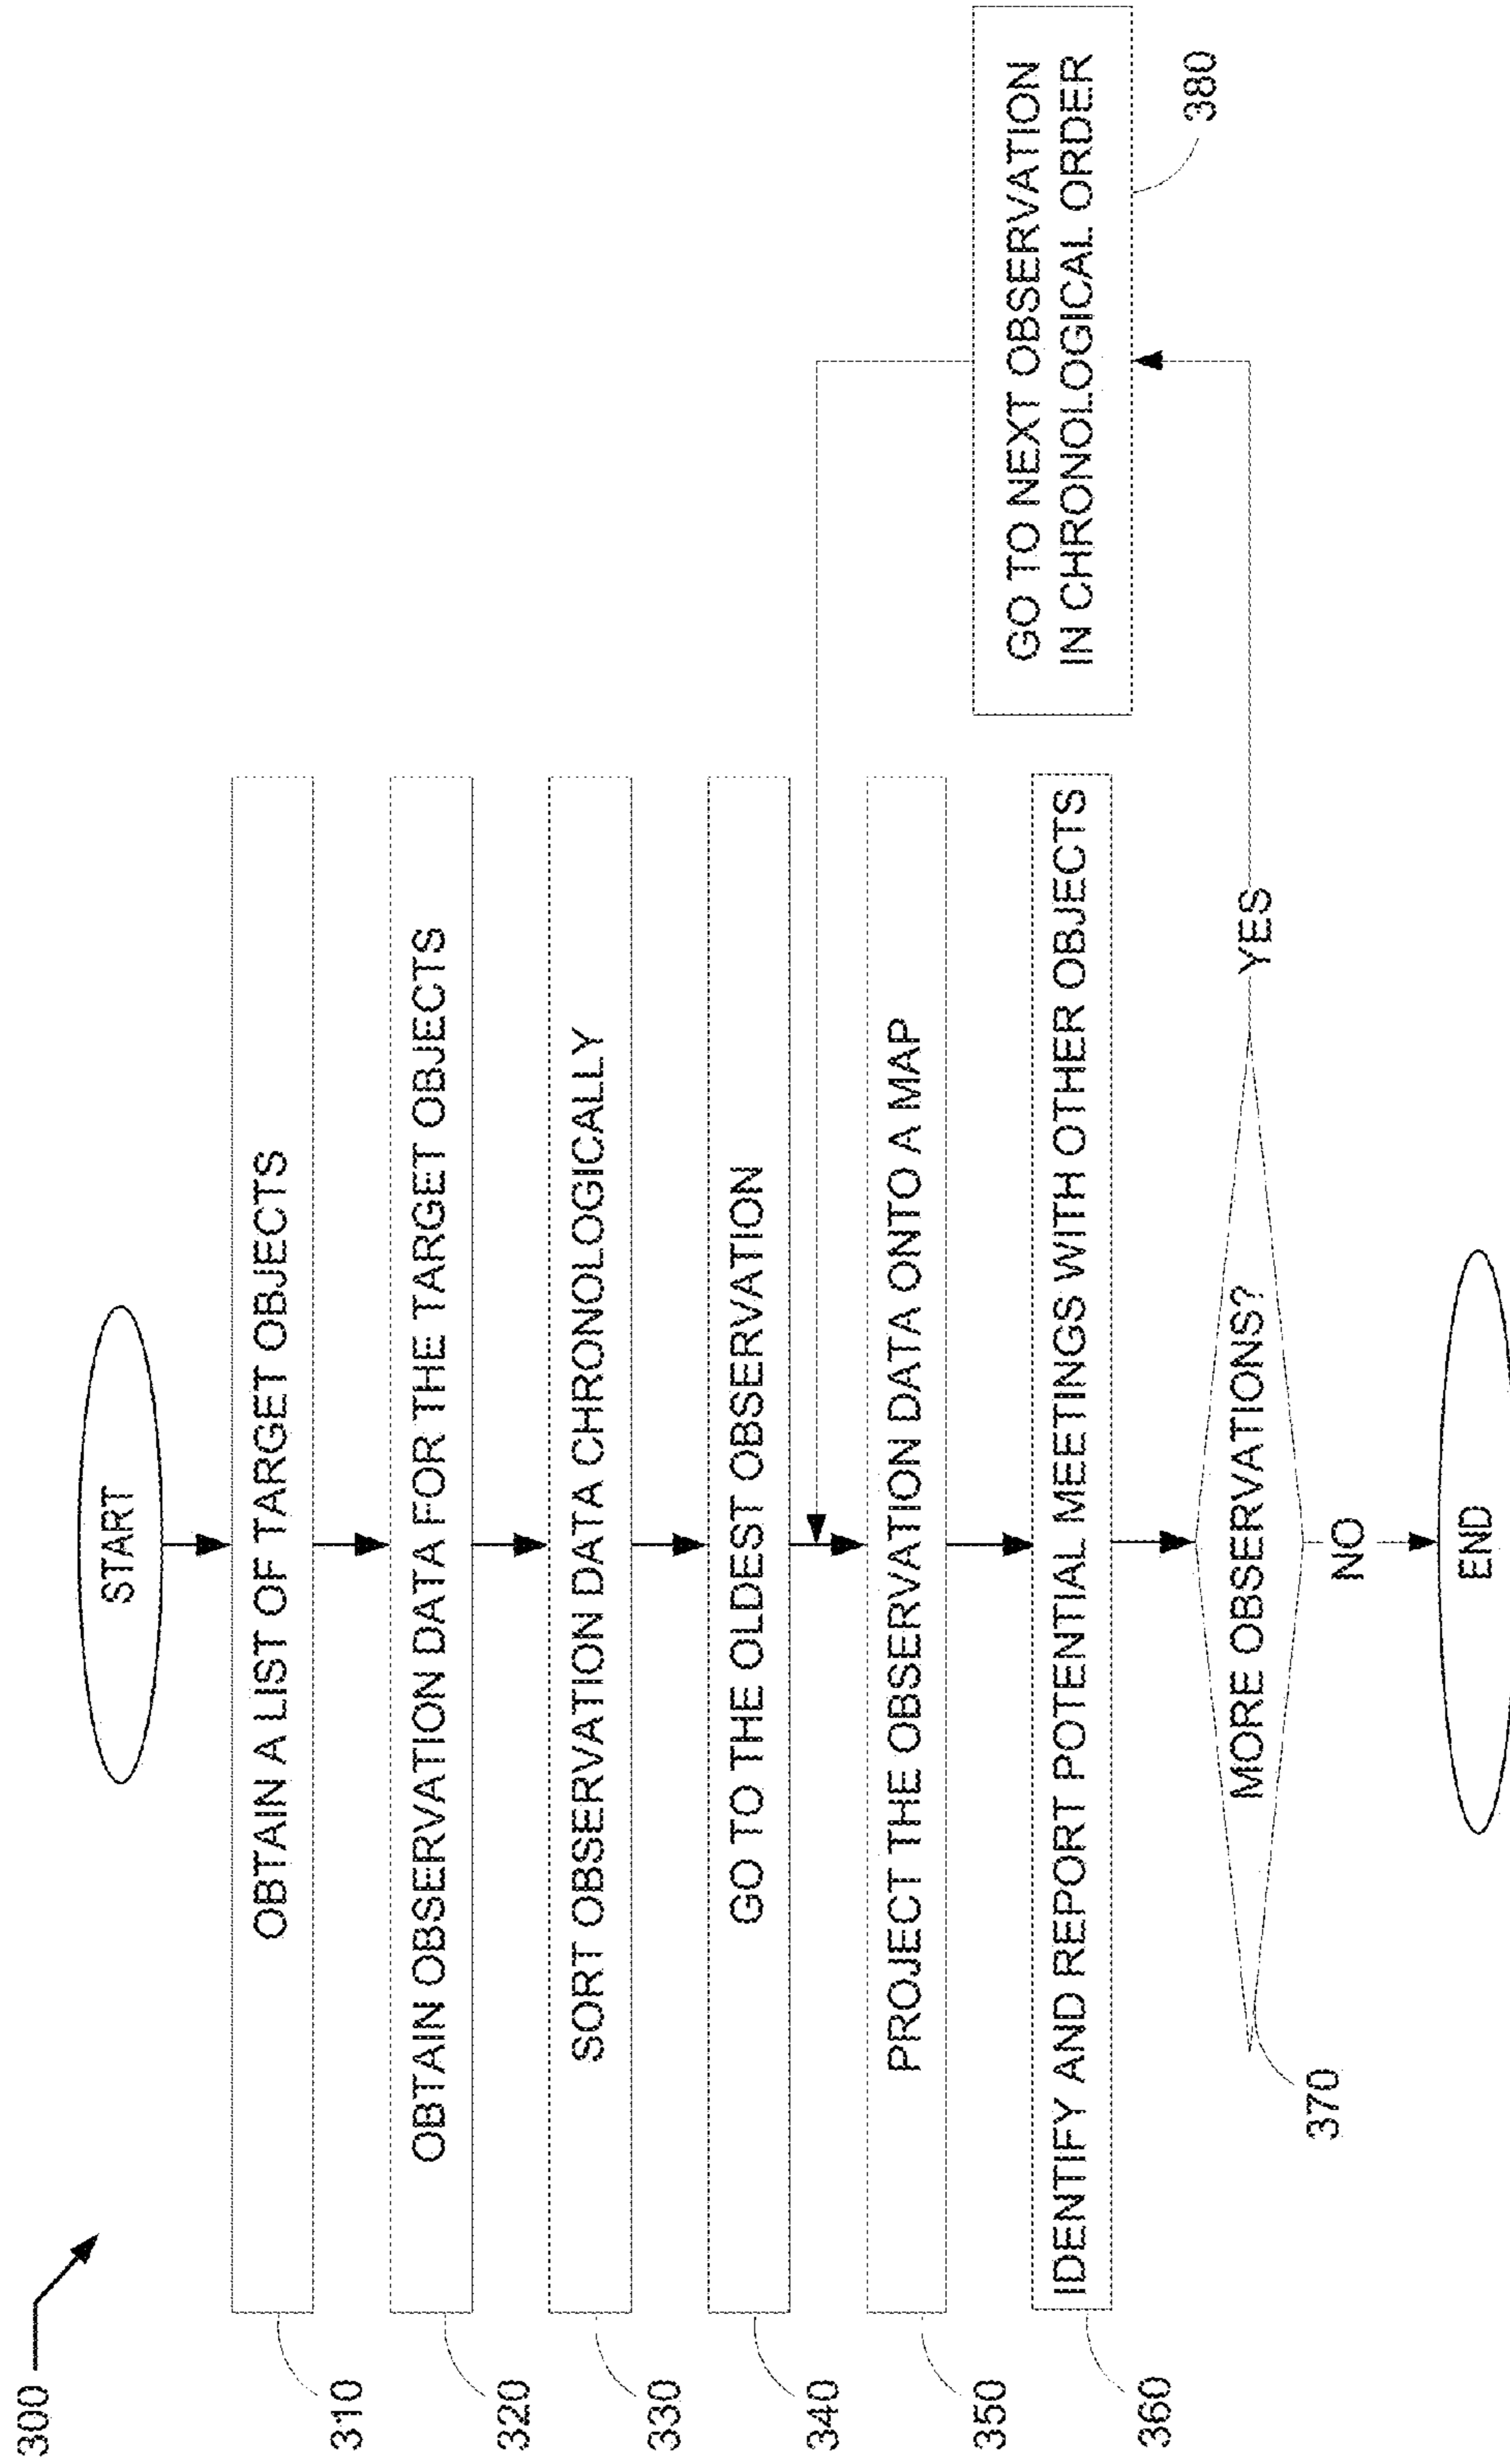 300
START
310
OBTAIN A LIST OF TARGET OBJECTS
320
OBTAIN OBSERVATION DATA FOR THE TARGET OBJECTS
330
SORT OBSERVATION DATA CHRONOLOGICALLY
340
GO TO THE OLDEST OBSERVATION
350
PROJECT THE OBSERVATION DATA ONTO A MAP
360
IDENTIFY AND REPORT POTENTIAL MEETINGS WITH OTHER OBJECTS
370
MORE OBSERVATIONS?
YES
GO TO NEXT OBSERVATION
IN CHRONOLOGICAL ORDER
380
NO
END